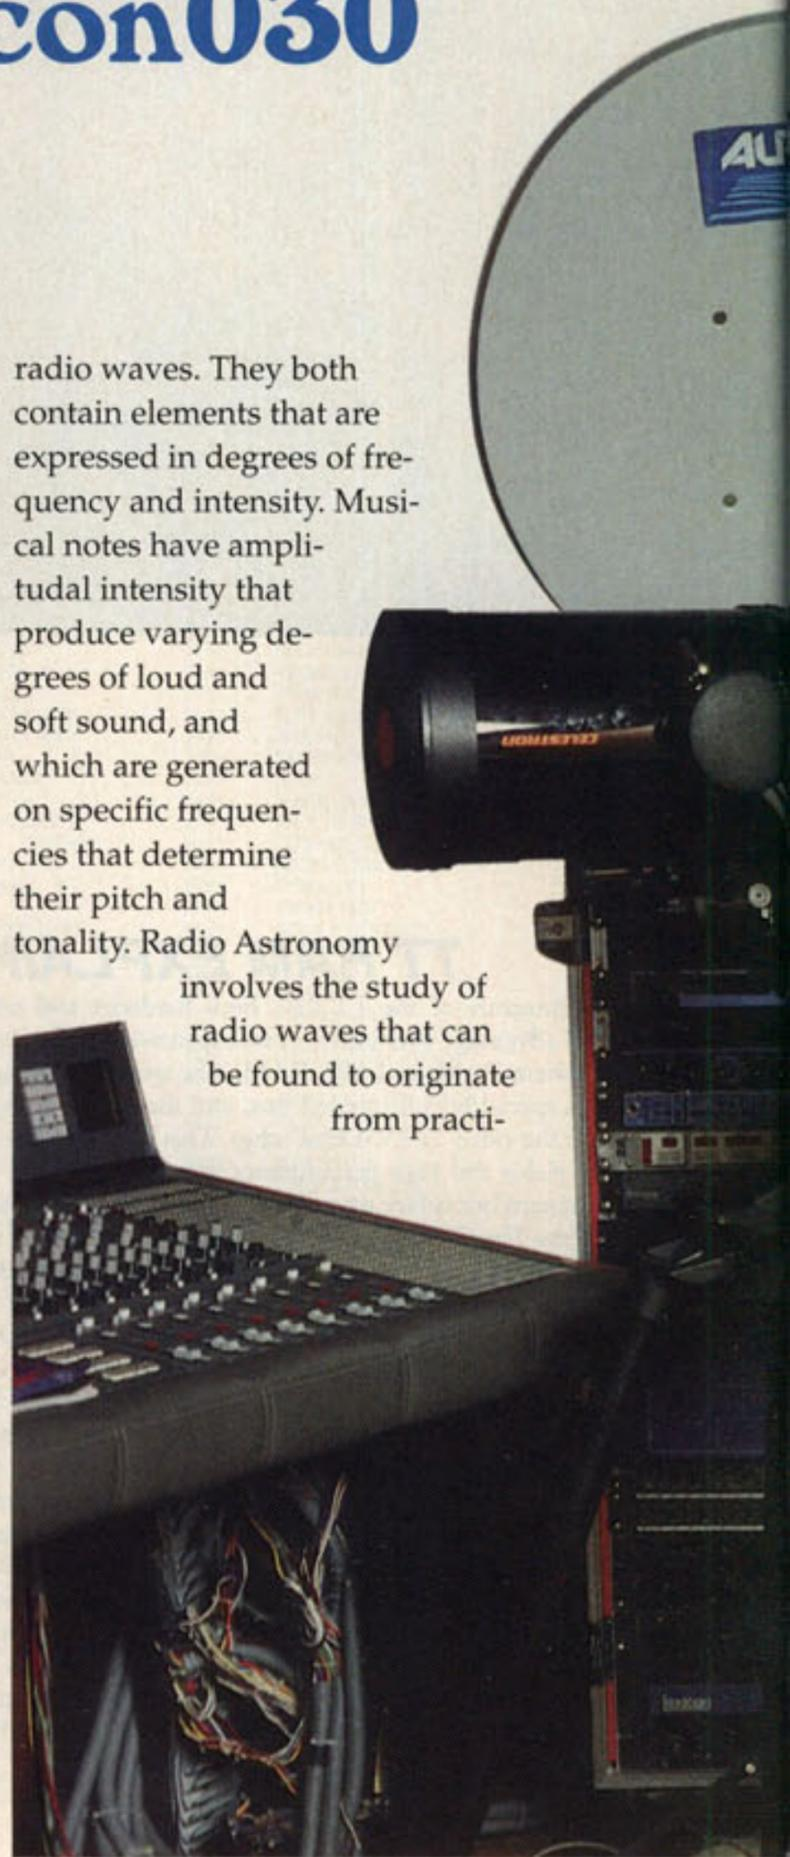 con030
AU
radio waves. They both
contain elements that are
expressed in degrees of fre-
quency and intensity. Musi-
cal notes have ampli-
tudal intensity that
produce varying de-
grees of loud and
soft sound, and
which are generated
on specific frequen-
cies that determine
their pitch and
tonality. Radio Astronomy
involves the study of
radio waves that can
be found to originate
from practi-
CELESTRON
lexicon